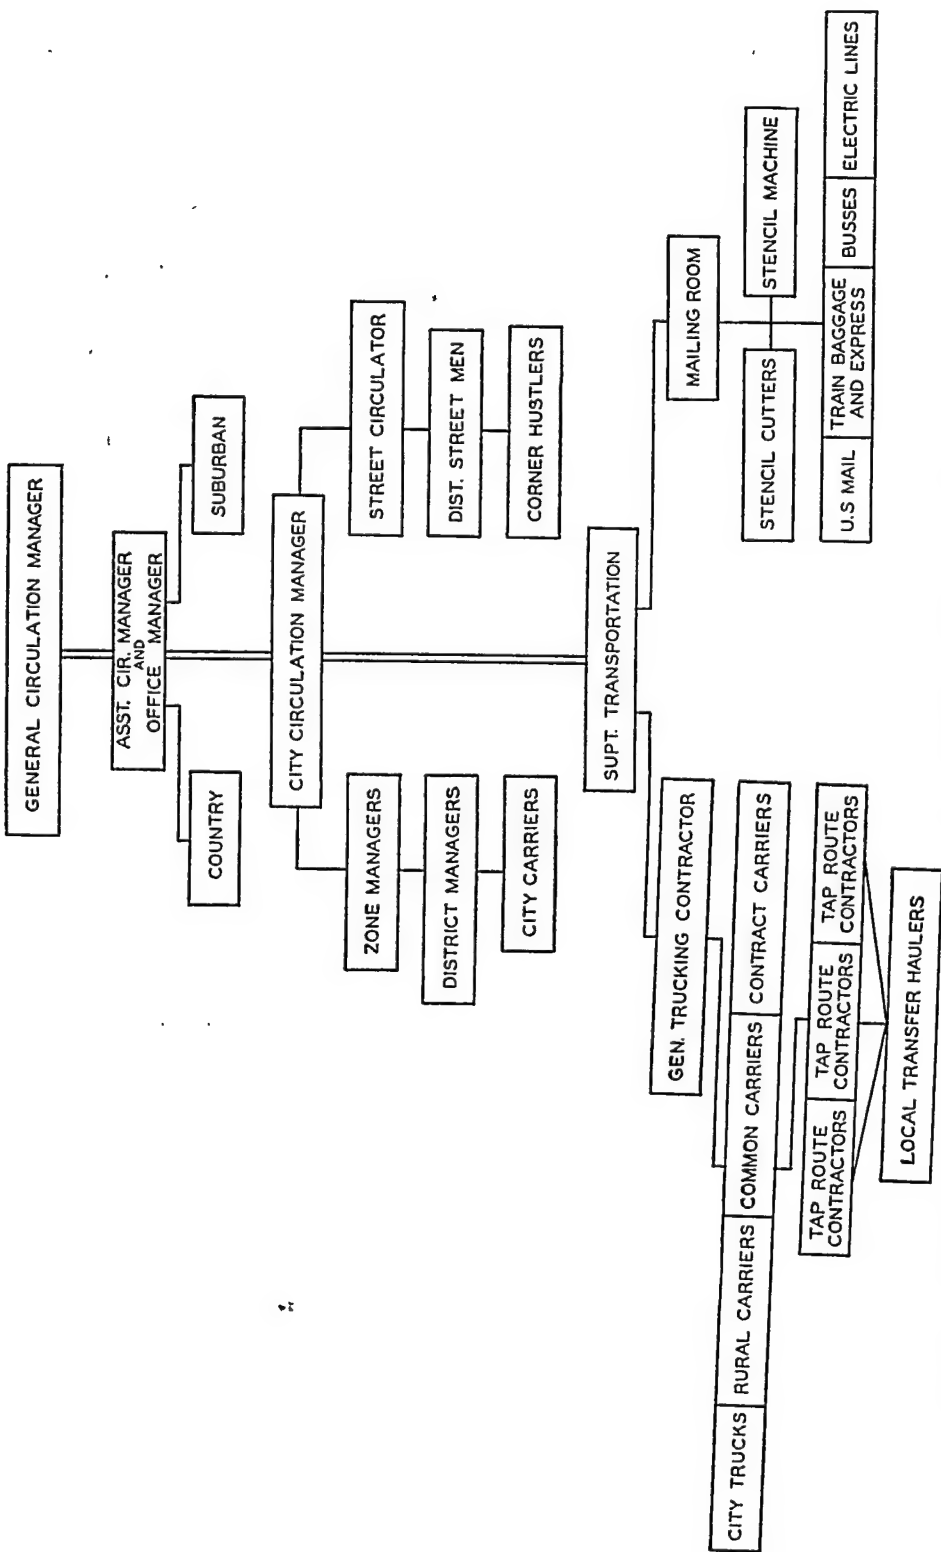 GENERAL CIRCULATION MANAGER
ASST. CIR. MANAGER
AND
OFFICE MANAGER
COUNTRY
SUBURBAN
CITY CIRCULATION MANAGER
ZONE MANAGERS
STREET CIRCULATOR
DISTRICT MANAGERS
DIST. STREET MEN
CITY CARRIERS
CORNER HUSTLERS
SUPT. TRANSPORTATION
GEN. TRUCKING CONTRACTOR
MAILING ROOM
CITY TRUCKS
RURAL CARRIERS
COMMON CARRIERS
CONTRACT CARRIERS
STENCIL CUTTERS
STENCIL MACHINE
TAP ROUTE
CONTRACTORS
TAP ROUTE
CONTRACTORS
TAP ROUTE
CONTRACTORS
U.S MAIL
TRAIN BAGGAGE
AND EXPRESS
BUSSES
ELECTRIC LINES
LOCAL TRANSFER HAULERS